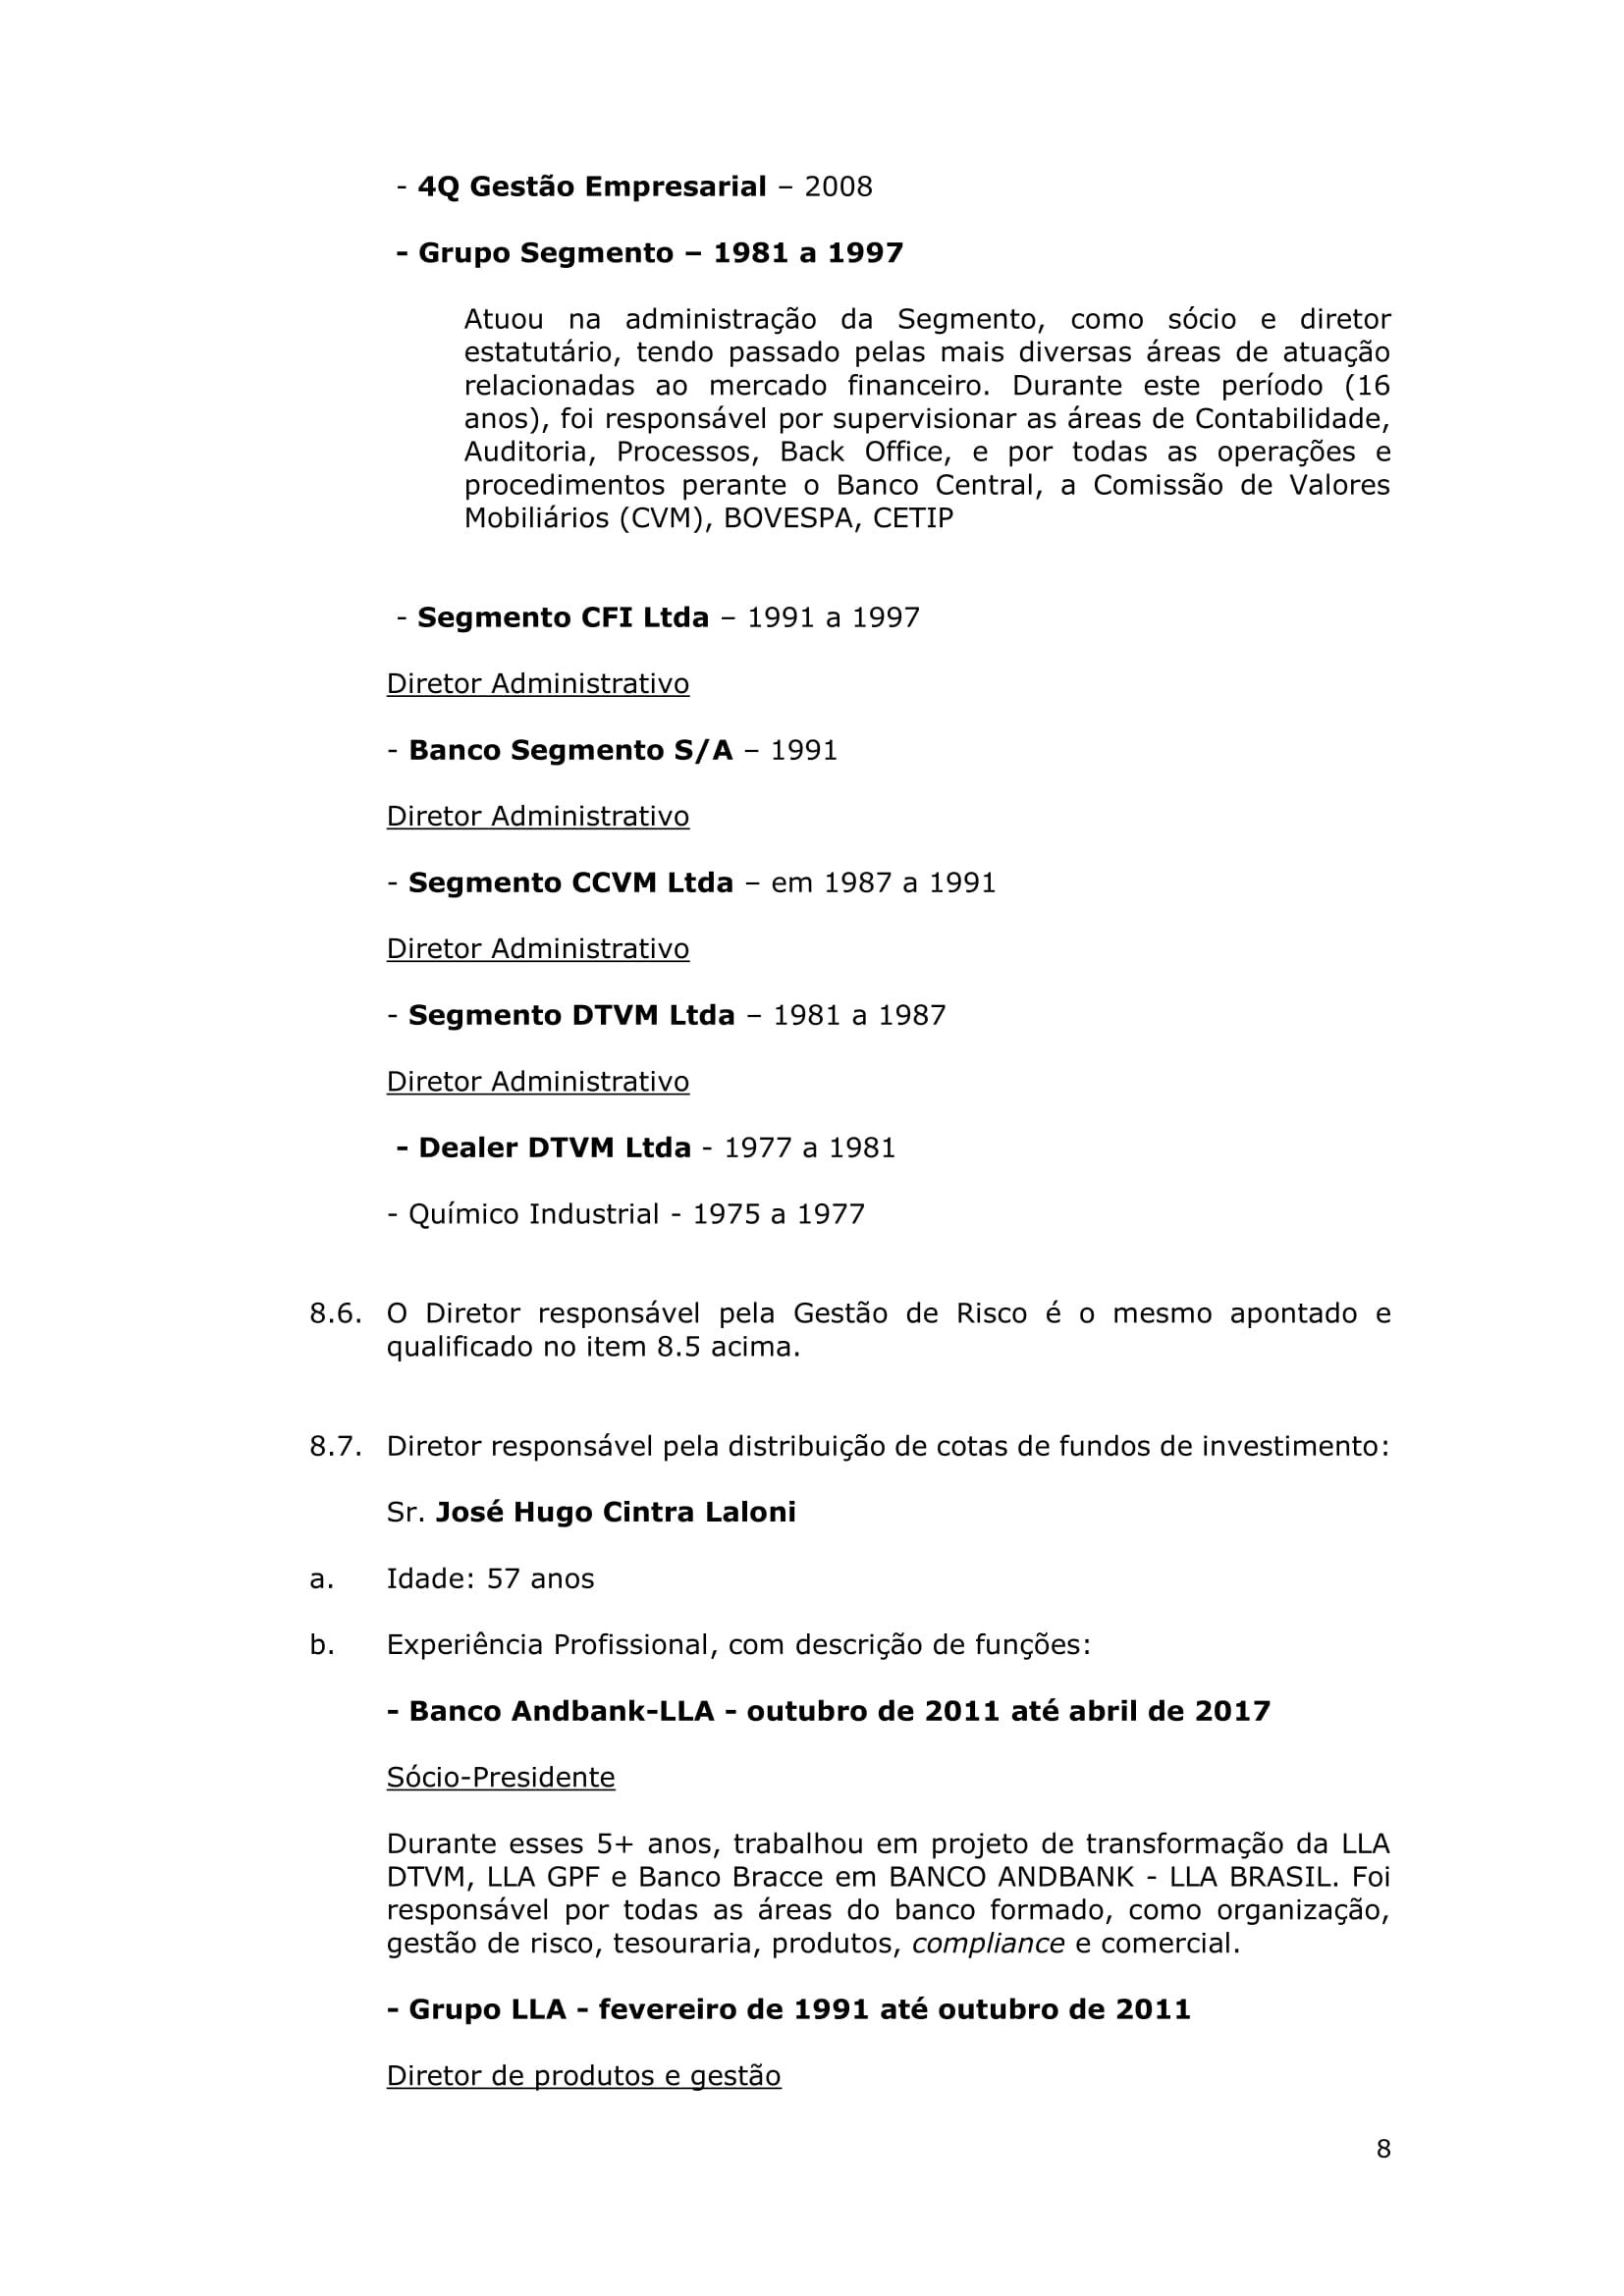 - 4Q Gestão Empresarial – 2008
- Grupo Segmento – 1981 a 1997
Atuou na administração da Segmento, como sócio e diretor
estatutário, tendo passado pelas mais diversas áreas de atuação
relacionadas ao mercado financeiro. Durante este período (16
anos), foi responsável por supervisionar as áreas de Contabilidade,
Auditoria, Processos, Back Office, e por todas as operações e
procedimentos perante o Banco Central, a Comissão de Valores
Mobiliários (CVM), BOVESPA, CETIP
- Segmento CFI Ltda – 1991 a 1997
Diretor Administrativo
- Banco Segmento S/A – 1991
Diretor Administrativo
- Segmento CCVM Ltda – em 1987 a 1991
Diretor Administrativo
- Segmento DTVM Ltda – 1981 a 1987
Diretor Administrativo
- Dealer DTVM Ltda - 1977 a 1981
- Químico Industrial - 1975 a 1977
8.6. O Diretor responsável pela Gestão de Risco é o mesmo apontado e
qualificado no item 8.5 acima.
8.7. Diretor responsável pela distribuição de cotas de fundos de investimento:
Sr. José Hugo Cintra Laloni
a. Idade: 57 anos
b. Experiência Profissional, com descrição de funções:
- Banco Andbank-LLA - outubro de 2011 até abril de 2017
Sócio-Presidente
Durante esses 5+ anos, trabalhou em projeto de transformação da LLA
DTVM, LLA GPF e Banco Bracce em BANCO ANDBANK - LLA BRASIL. Foi
responsável por todas as áreas do banco formado, como organização,
gestão de risco, tesouraria, produtos, compliance e comercial.
- Grupo LLA - fevereiro de 1991 até outubro de 2011
Diretor de produtos e gestão
8